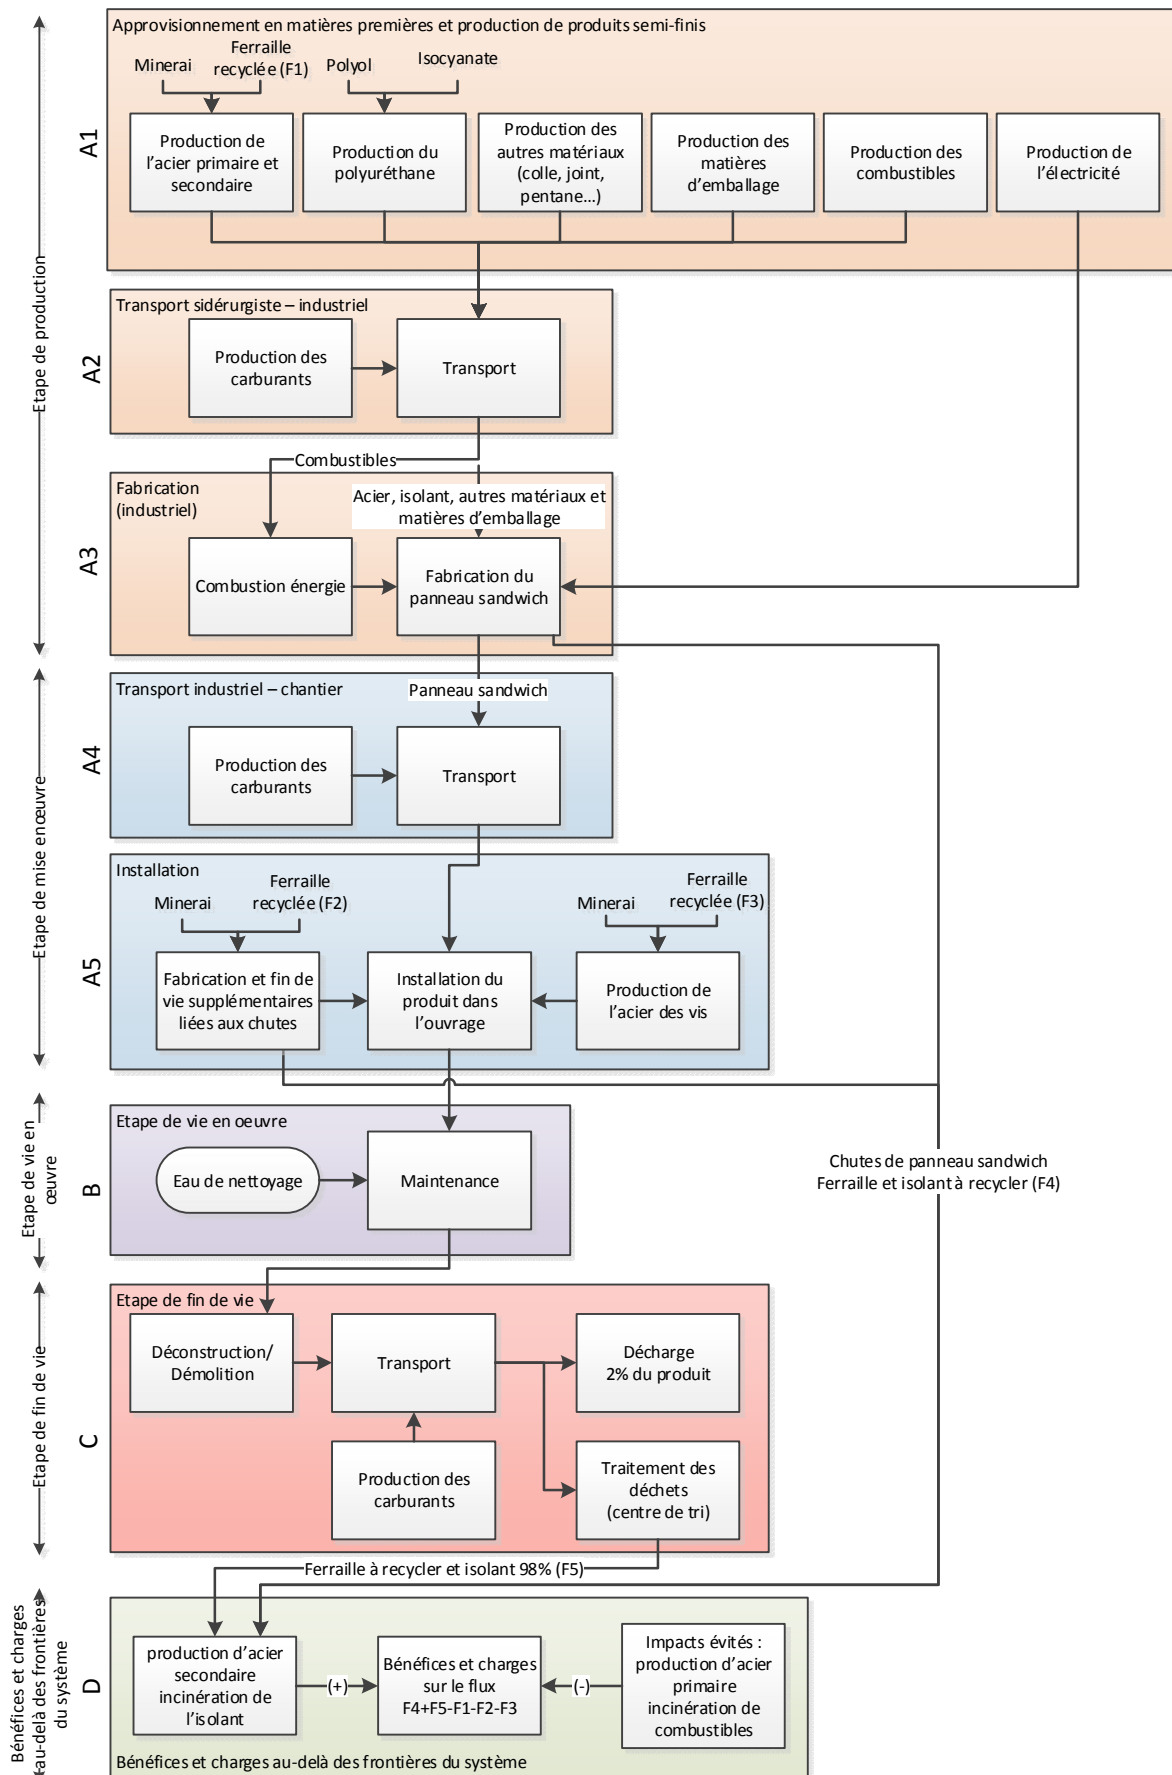 Approvisionnement en matières premières et production de produits semi-finis
Minerai
Ferraille
recyclée (F1)
Polyol
Isocyanate
A1
Production de
l’acier primaire et
secondaire
Production du
polyuréthane
Production des
autres matériaux
(colle, joint,
pentane…)
Production des
matières
d’emballage
Production des
combustibles
Production de
l’électricité
Etape de production
Transport sidérurgiste – industriel
A2
Production des
carburants
Transport
Combustibles
Fabrication
(industriel)
Acier, isolant, autres matériaux et
matières d’emballage
A3
Combustion énergie
Fabrication du
panneau sandwich
Transport industriel – chantier
Panneau sandwich
A4
Production des
carburants
Transport
Etape de mise enœuvre
Installation
Minerai
Ferraille
recyclée (F2)
Minerai
Ferraille
recyclée (F3)
A5
Fabrication et fin de
vie supplémentaires
liées aux chutes
Installation du
produit dans
l’ouvrage
Production de
l’acier des vis
Etape de vie en oeuvre
Etape de vie en
œuvre
B
Eau de nettoyage
Maintenance
Chutes de panneau sandwich
Ferraille et isolant à recycler (F4)
Etape de fin de vie
Etape de fin de vie
C
Déconstruction/
Démolition
Transport
Décharge
2% du produit
Production des
carburants
Traitement des
déchets
(centre de tri)
Ferraille à recycler et isolant 98% (F5)
Bénéfices et charges
au-delà des frontières
du système
D
production d’acier
secondaire
incinération de
l’isolant
(+)
Bénéfices et charges
sur le flux
F4+F5-F1-F2-F3
(-)
Impacts évités :
production d’acier
primaire
incinération de
combustibles
Bénéfices et charges au-delà des frontières du système